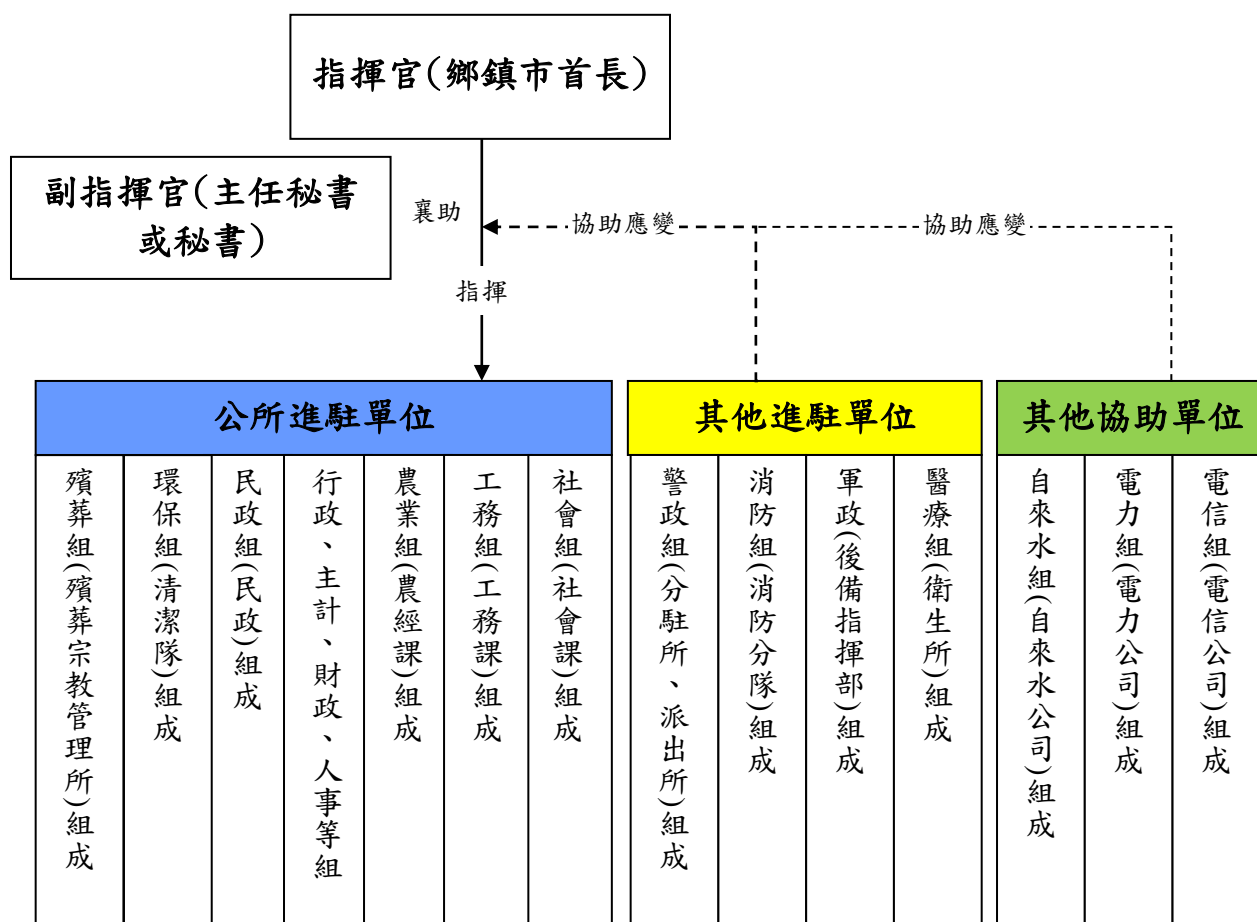 指揮官(鄉鎮市首長)
副指揮官(主任秘書
或秘書)
襄助
協助應變
協助應變
指揮
公所進駐單位
其他進駐單位
其他協助單位
殯葬組(殯葬宗教管理所)組成
環保組(清潔隊)組成
民政組(民政)組成
行政、主計、財政、人事等組
農業組(農經課)組成
工務組(工務課)組成
社會組(社會課)組成
警政組(分駐所、派出所)組成
消防組(消防分隊)組成
軍政(後備指揮部)組成
醫療組(衛生所)組成
自來水組(自來水公司)組成
電力組(電力公司)組成
電信組(電信公司)組成